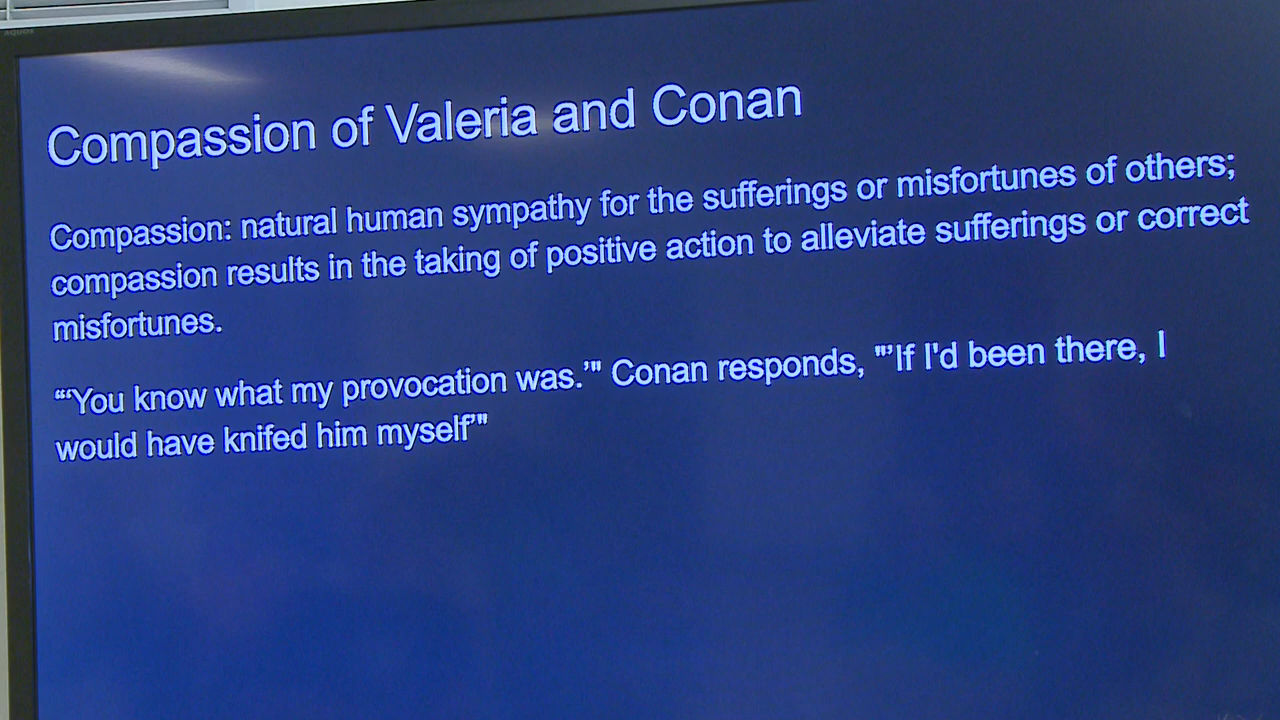 AQUOS
Compassion of Valeria and Conan
Compassion: natural human sympathy for the sufferings or misfortunes of others;
compassion results in the taking of positive action to alleviate sufferings or correct
misfortunes.
“‘You know what my provocation was.’" Conan responds, "’If I'd been there, I
would have knifed him myself’"